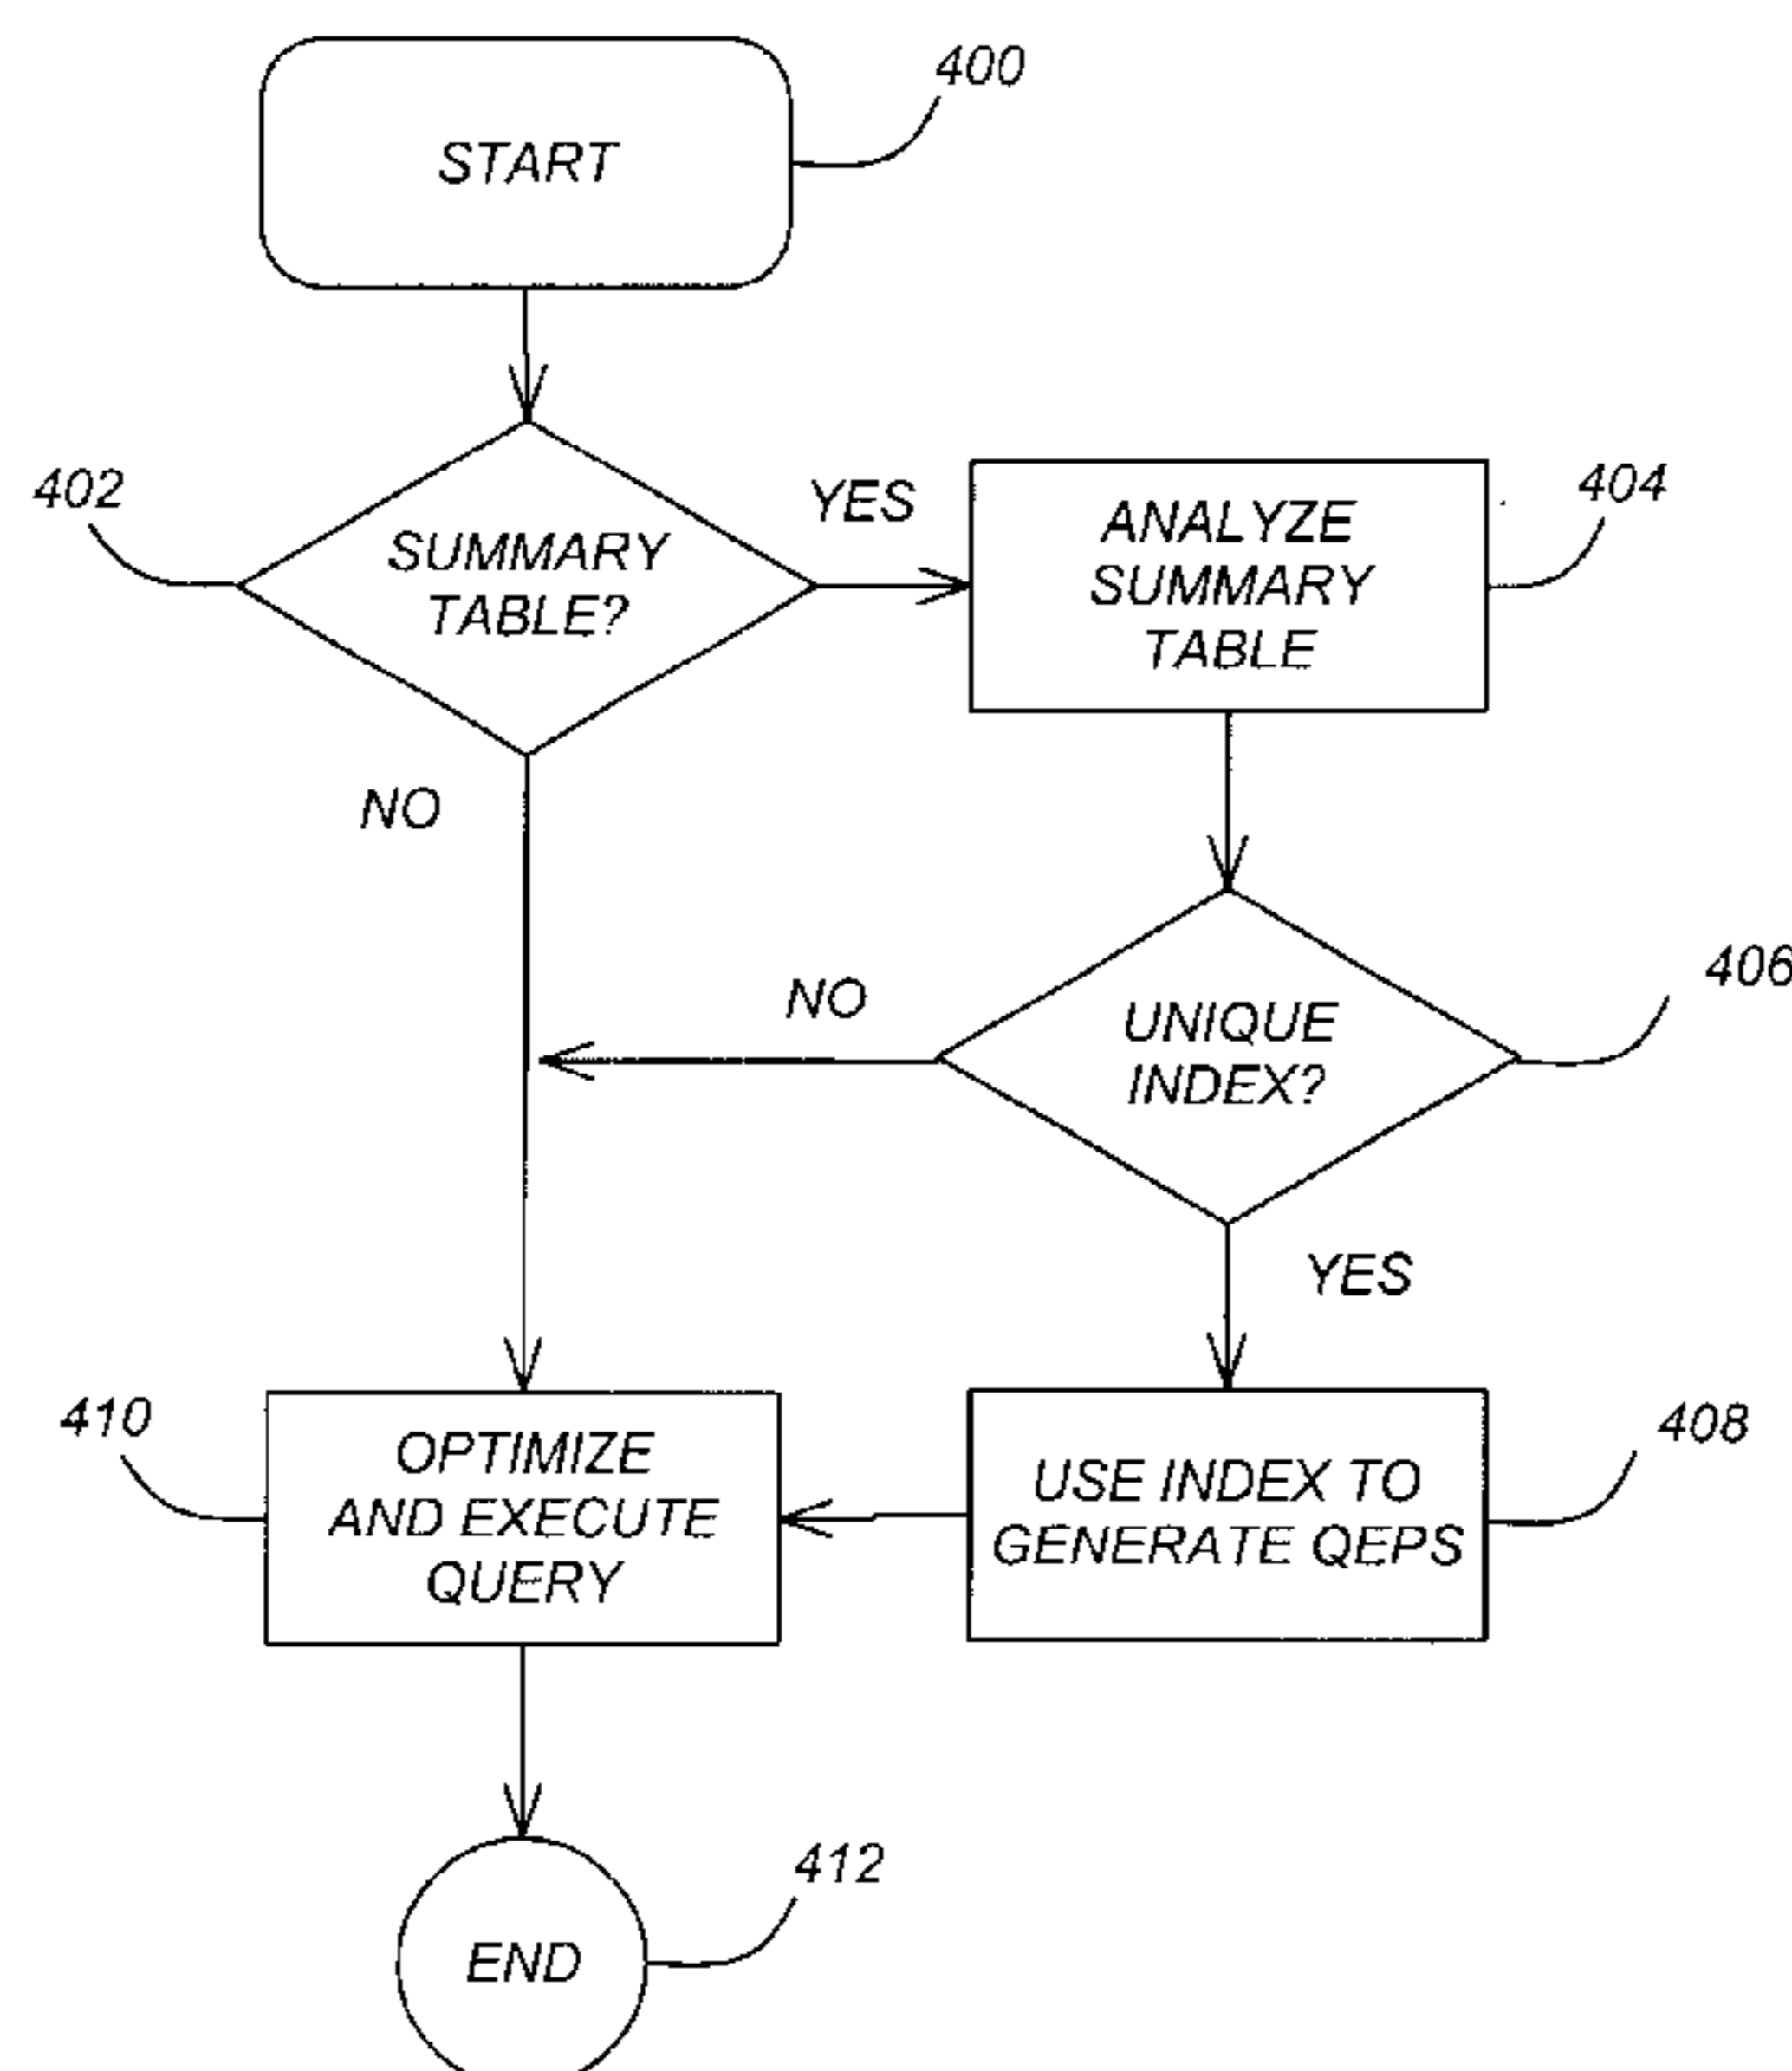 400
START
402
SUMMARY
TABLE?
YES
ANALYZE
SUMMARY
TABLE
404
NO
NO
UNIQUE
INDEX?
406
YES
410
OPTIMIZE
AND EXECUTE
QUERY
USE INDEX TO
GENERATE QEPS
408
END
412